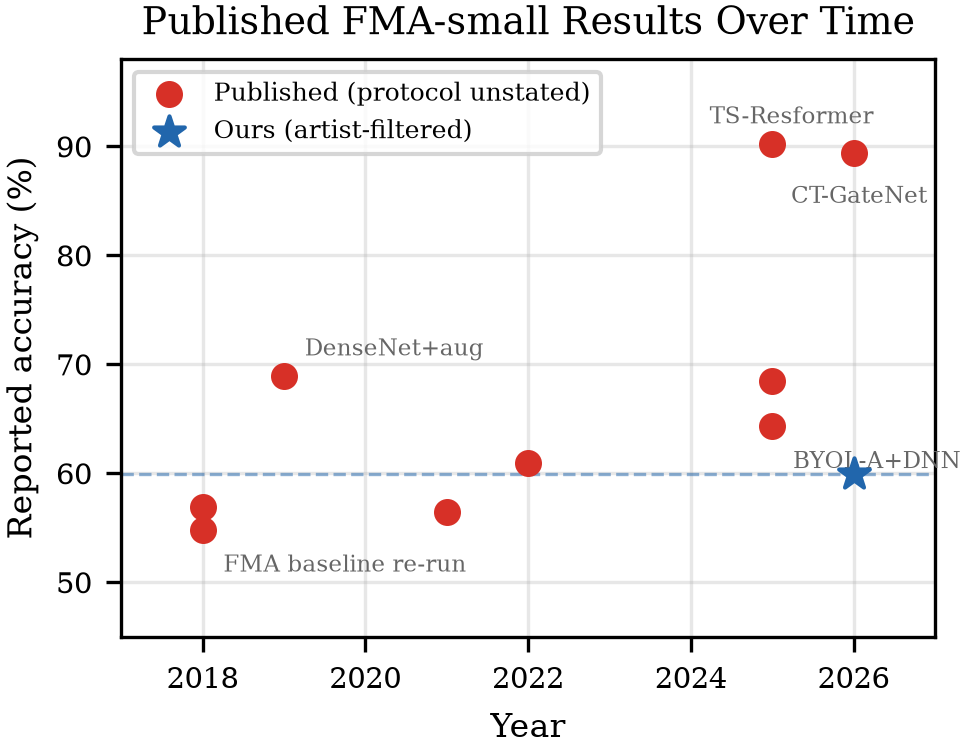 Published FMA-small Results Over Time
Published (protocol unstated)
Ours (artist-filtered)
TS-Resformer
CT-GateNet
DenseNet+aug
BYOL-A+DNN
FMA baseline re-run
Reported accuracy (%)
90
80
70
60
50
2018
2020
2022
2024
2026
Year